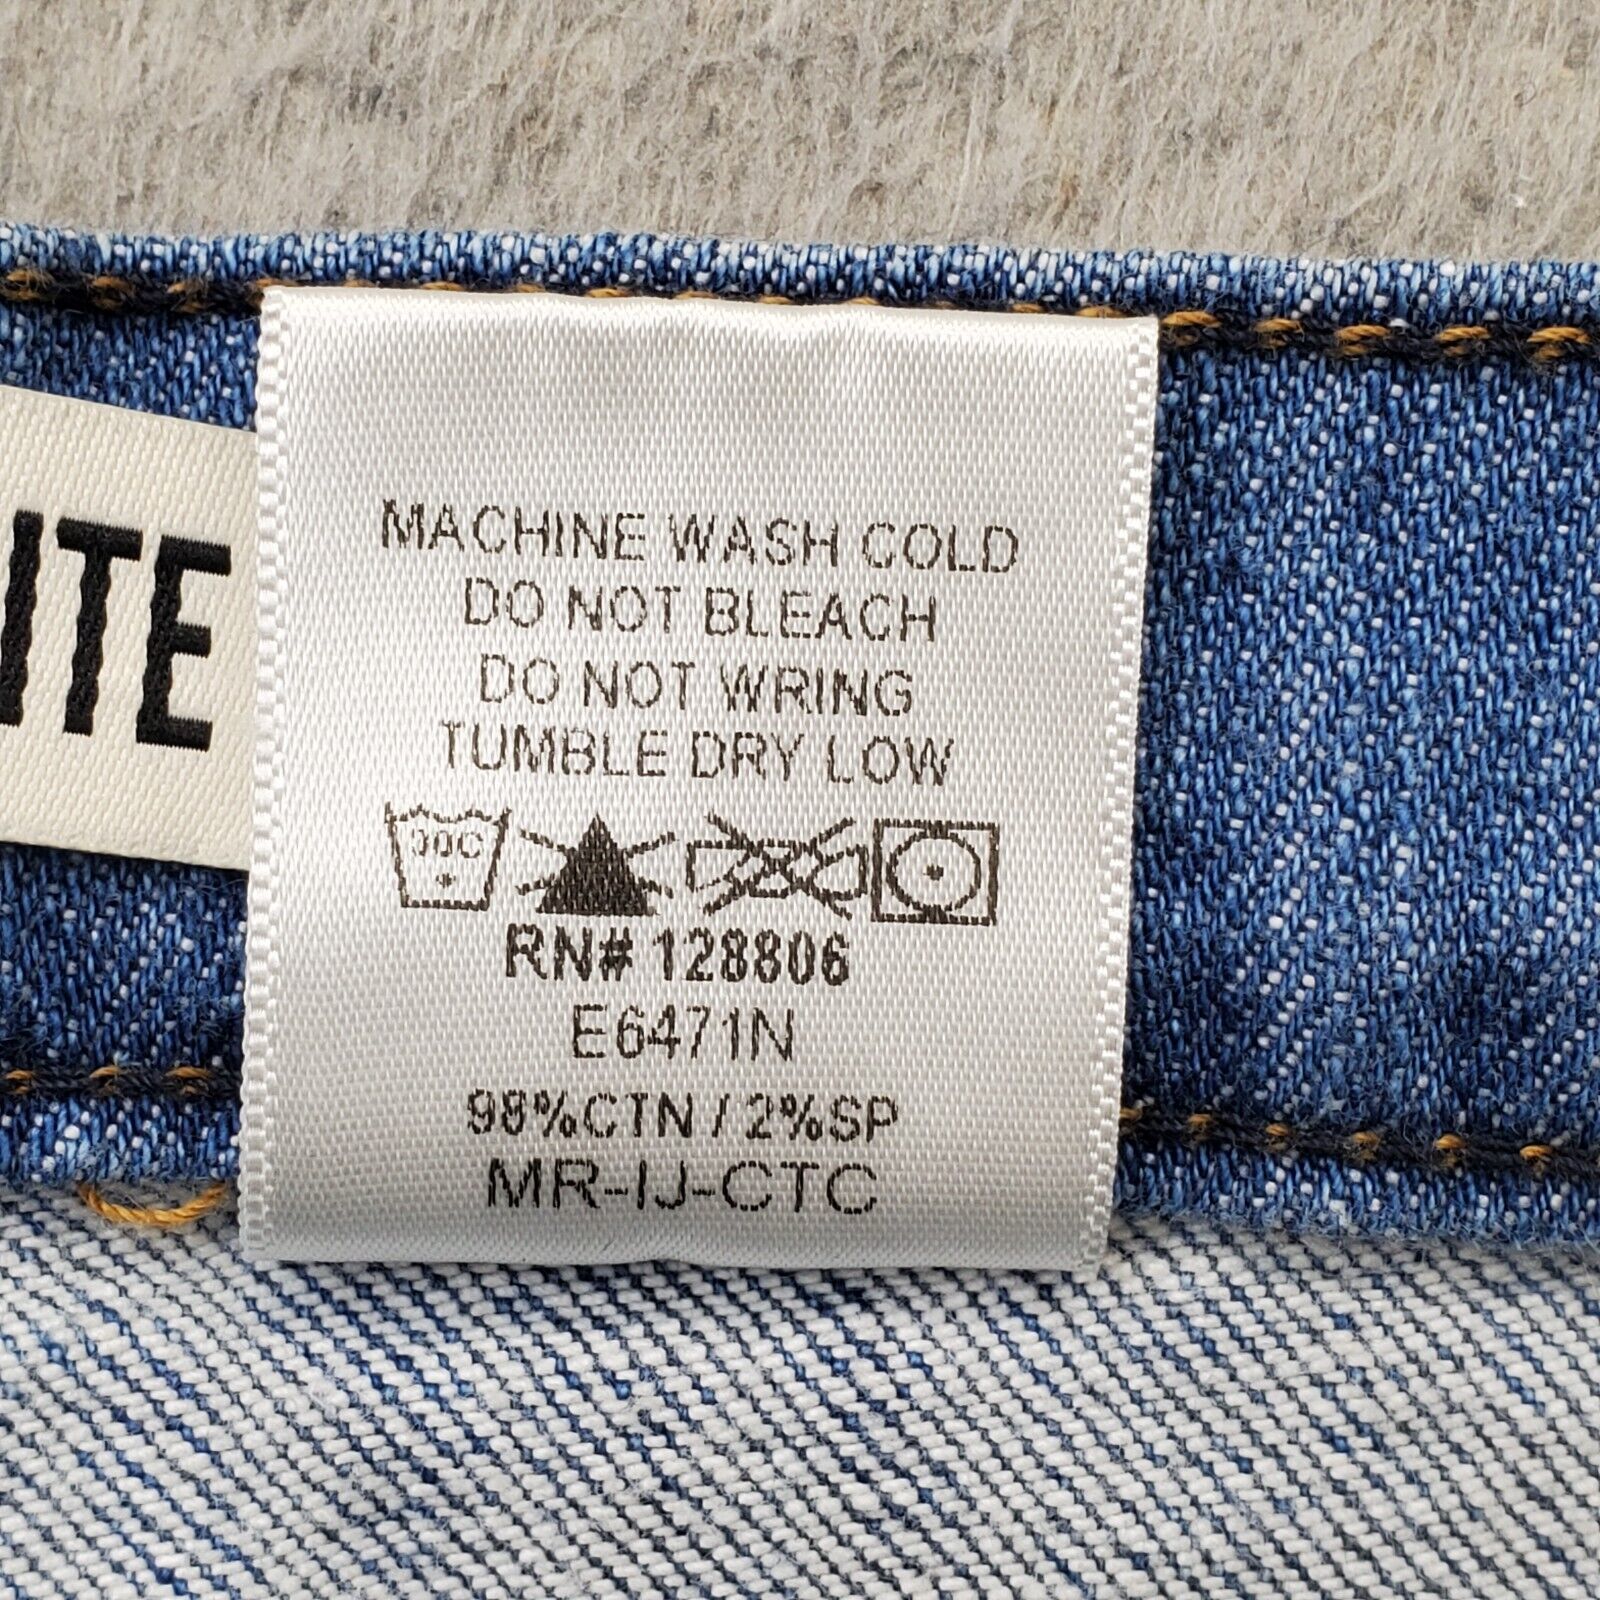 ITE
MACHINE WASH COLD
DO NOT BLEACH
DO NOT WRING
TUMBLE DRY LOW
30C
RN# 128806
E6471N
98%CTN / 2%SP
MR-IJ-CTC